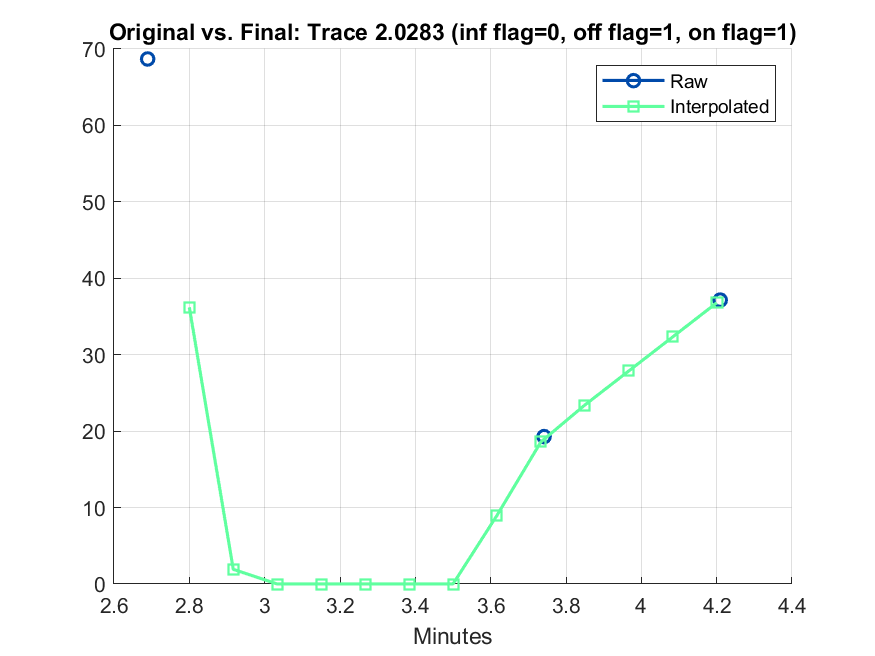 Original vs. Final: Trace 2.0283 (inf flag=0, off flag=1, on flag=1)
70
60
50
40
30
20
10
0
Raw
Interpolated
2.6 2.8 3 3.2 3.4 3.6 3.8 4 4.2 4.4
Minutes